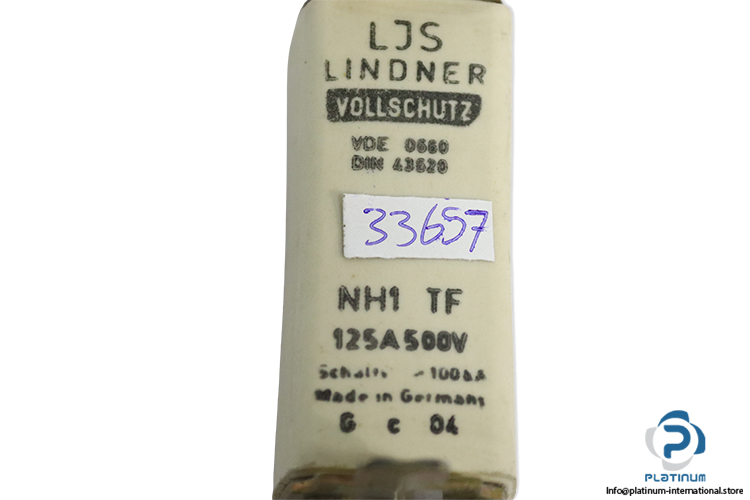 LJS
LINDNER
VOLLSCHUTZ
VDE 0660
DIN 43620
33657
NH1 TF
125A500V
100kA
Made in Germany
G c 04
PLATINUM
Info@platinum-international.store